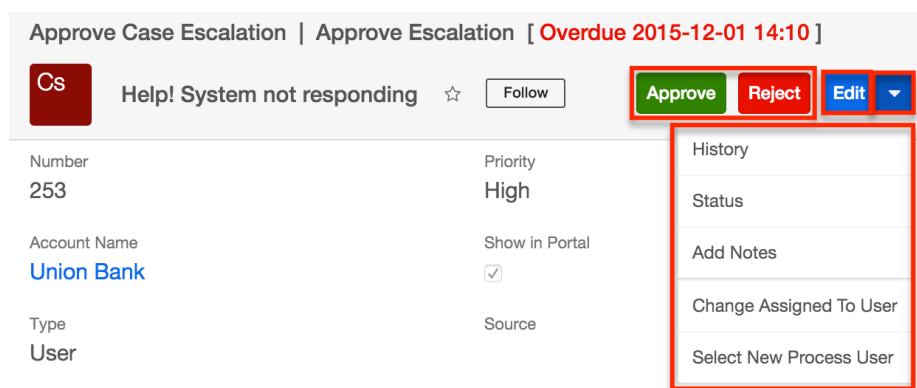 Approve Case Escalation | Approve Escalation [ Overdue 2015-12-01 14:10 ]
Cs
Help! System not responding
Follow
Approve
Reject
Edit
History
Status
Add Notes
Change Assigned To User
Select New Process User
Number
253
Priority
High
Account Name
Union Bank
Show in Portal
Type
User
Source